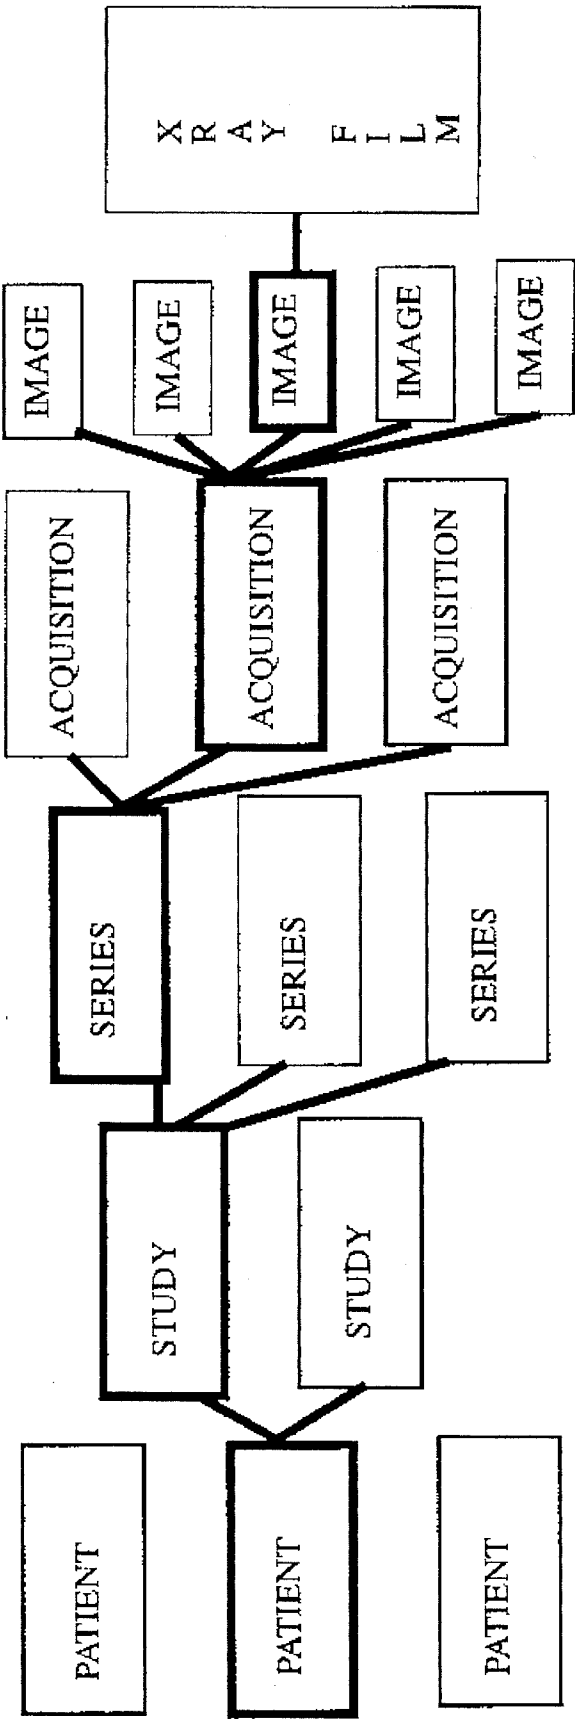 PATIENT
PATIENT
PATIENT
STUDY
STUDY
SERIES
SERIES
SERIES
ACQUISITION
ACQUISITION
ACQUISITION
IMAGE
IMAGE
IMAGE
IMAGE
IMAGE
XRAY FILM